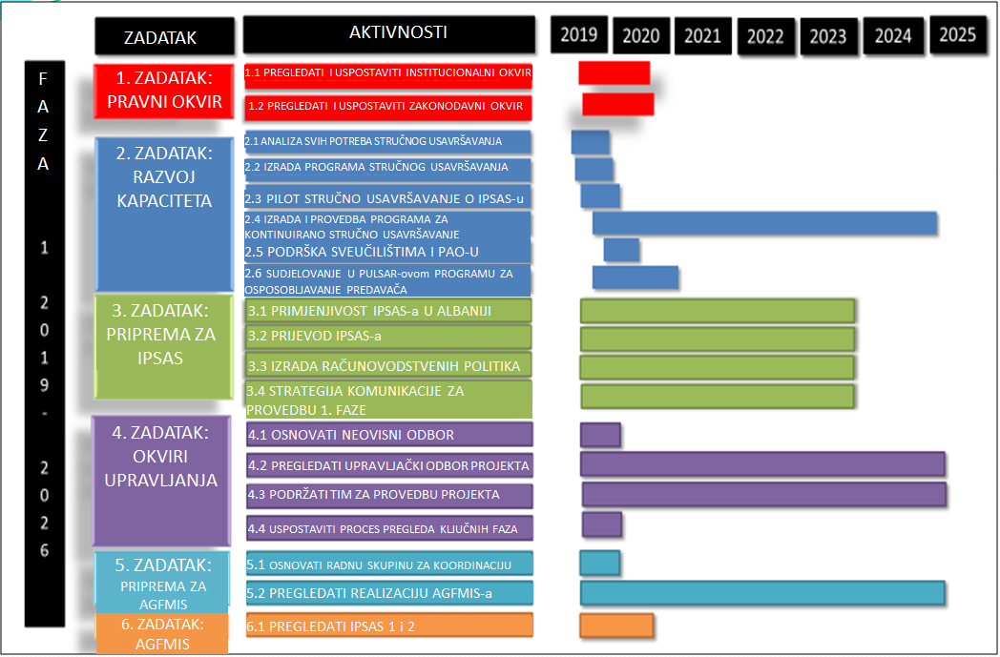 ZADATAK
AKTIVNOSTI
2019
2020
2021
2022
2023
2024
2025
F
A
Z
A
1
2
0
1
9
-
2
0
2
6
1. ZADATAK:
PRAVNI OKVIR
1.1 PREGLEDATI I USPOSTAVITI INSTITUCIONALNI OKVIR
1.2 PREGLEDATI I USPOSTAVITI ZAKONODAVNI OKVIR
2. ZADATAK:
RAZVOJ
KAPACITETA
2.1 ANALIZA SVIH POTREBA STRUČNOG USAVRŠAVANJA
2.2 IZRADA PROGRAMA STRUČNOG USAVRŠAVANJA
2.3 PILOT STRUČNO USAVRŠAVANJE O IPSAS-u
2.4 IZRADA I PROVEDBA PROGRAMA ZA
KONTINUIRANO STRUČNO USAVRŠAVANJE
2.5 PODRŠKA SVEUČILIŠTIMA I PAO-U
2.6 SUDJELOVANJE U PULSAR-ovom PROGRAMU ZA
OSPOSOBLJAVANJE PREDAVAČA
3. ZADATAK:
PRIPREMA ZA
IPSAS
3.1 PRIMJENJIVOST IPSAS-a U ALBANIJI
3.2 PRIJEVOD IPSAS-a
3.3 IZRADA RAČUNOVODSTVENIH POLITIKA
3.4 STRATEGIJA KOMUNIKACIJE ZA
PROVEDBU 1. FAZE
4. ZADATAK:
OKVIRI
UPRAVLJANJA
4.1 OSNOVATI NEOVISNI ODBOR
4.2 PREGLEDATI UPRAVLJAČKI ODBOR PROJEKTA
4.3 PODRŽATI TIM ZA PROVEDBU PROJEKTA
4.4 USPOSTAVITI PROCES PREGLEDA KLJUČNIH FAZA
5. ZADATAK:
PRIPREMA ZA
AGFMIS
5.1 OSNOVATI RADNU SKUPINU ZA KOORDINACIJU
5.2 PREGLEDATI REALIZACIJU AGFMIS-a
6. ZADATAK:
AGFMIS
6.1 PREGLEDATI IPSAS 1 i 2